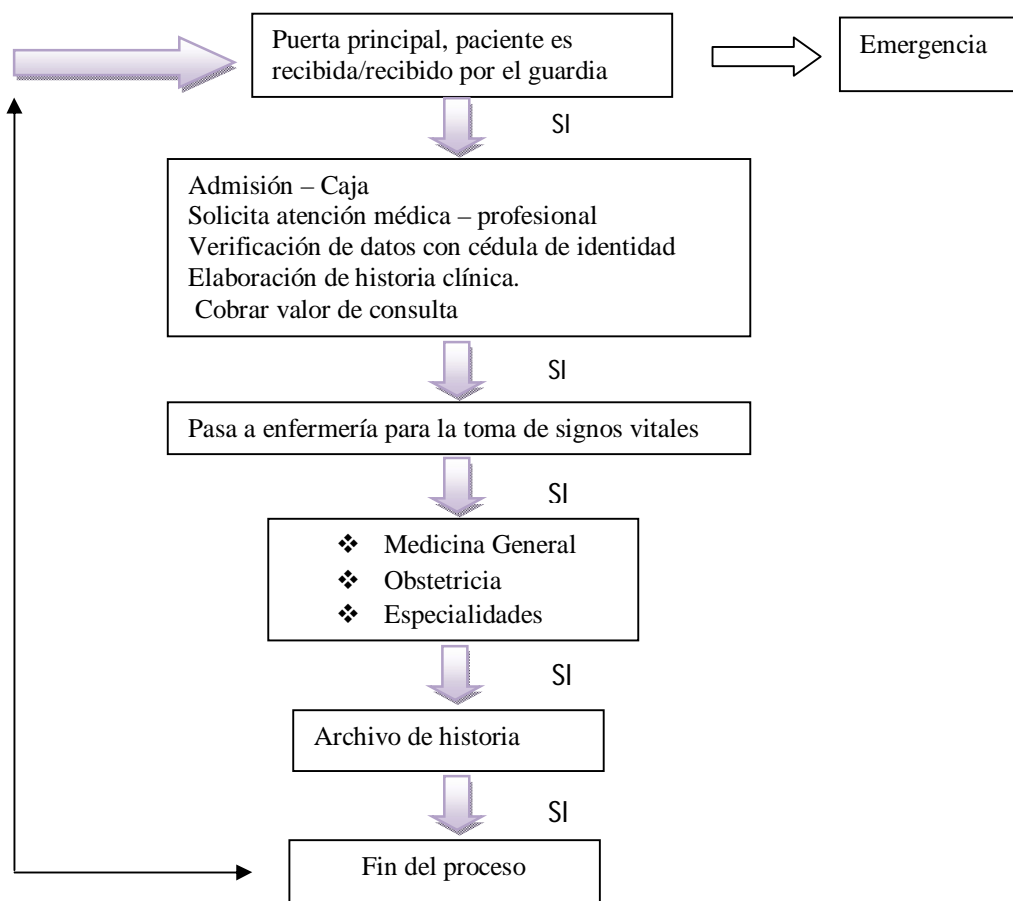 Puerta principal, paciente es
recibida/recibido por el guardia
Emergencia
SI
Admisión – Caja
Solicita atención médica – profesional
Verificación de datos con cédula de identidad
Elaboración de historia clínica.
Cobrar valor de consulta
SI
Pasa a enfermería para la toma de signos vitales
SI
❖ Medicina General
❖ Obstetricia
❖ Especialidades
SI
Archivo de historia
SI
Fin del proceso